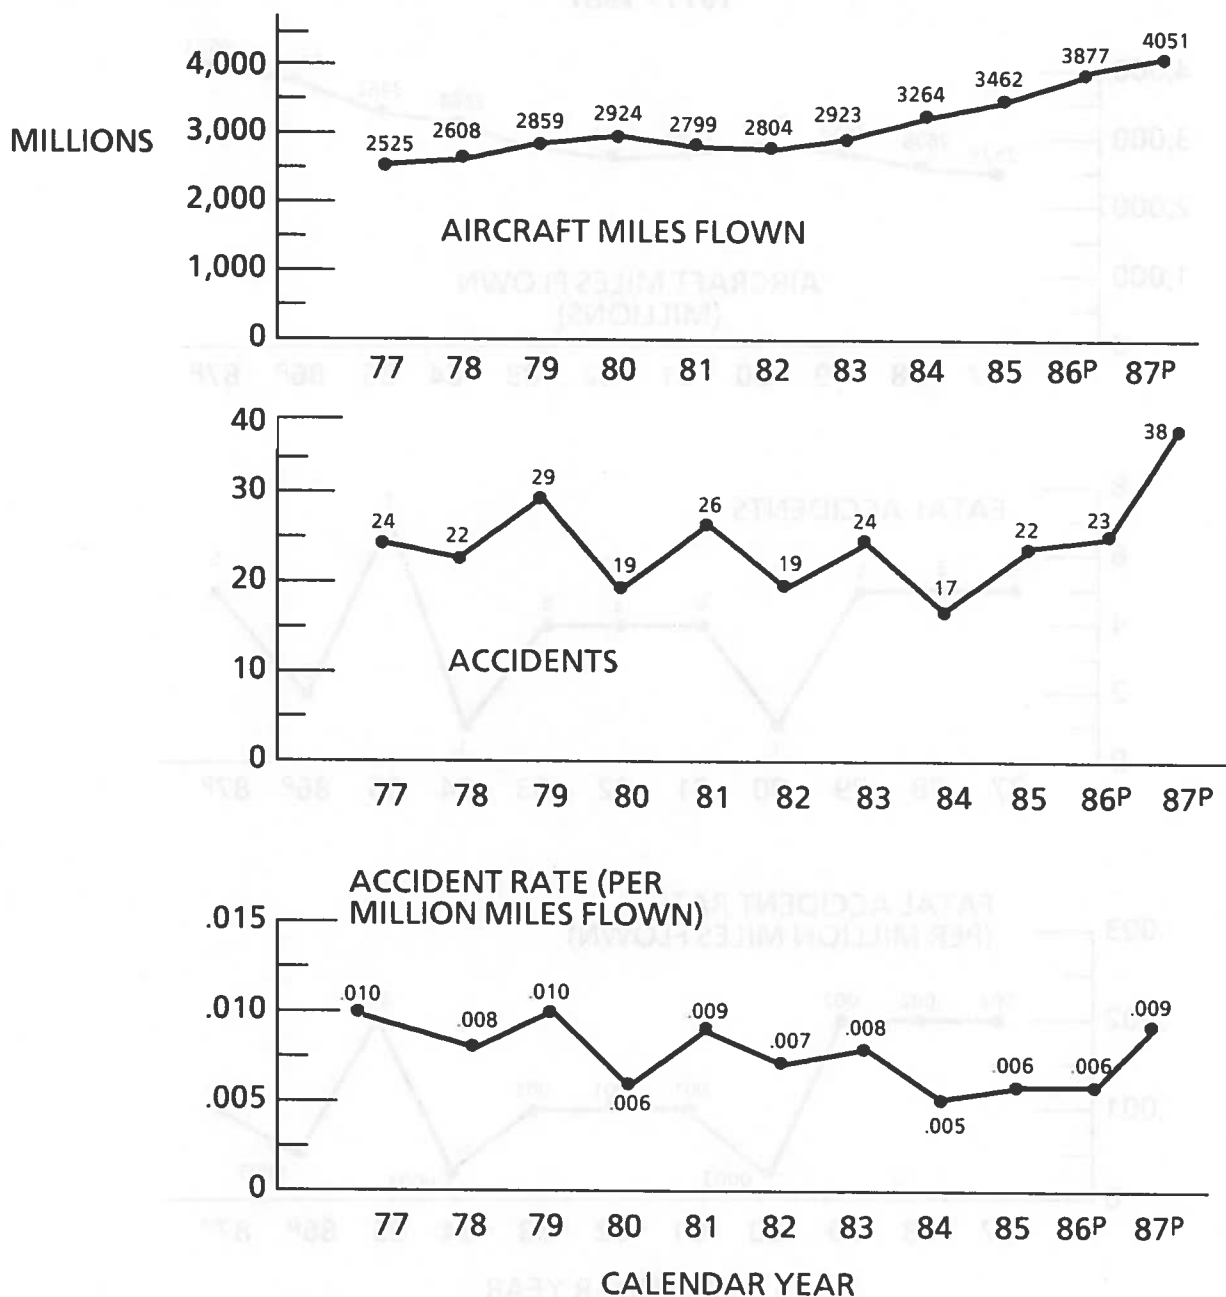 4,000
MILLIONS 3,000
2,000
1,000
0
2525 2608 2859 2924 2799 2804 2923 3264 3462 3877 4051
AIRCRAFT MILES FLOWN
77 78 79 80 81 82 83 84 85 86P 87P
40
30
20
10
0
24 22 29 19 26 19 24 17 22 23 38
ACCIDENTS
77 78 79 80 81 82 83 84 85 86P 87P
ACCIDENT RATE (PER
MILLION MILES FLOWN)
.015
.010
.005
0
.010 .008 .010 .006 .009 .007 .008 .005 .006 .006 .009
77 78 79 80 81 82 83 84 85 86P 87P
CALENDAR YEAR